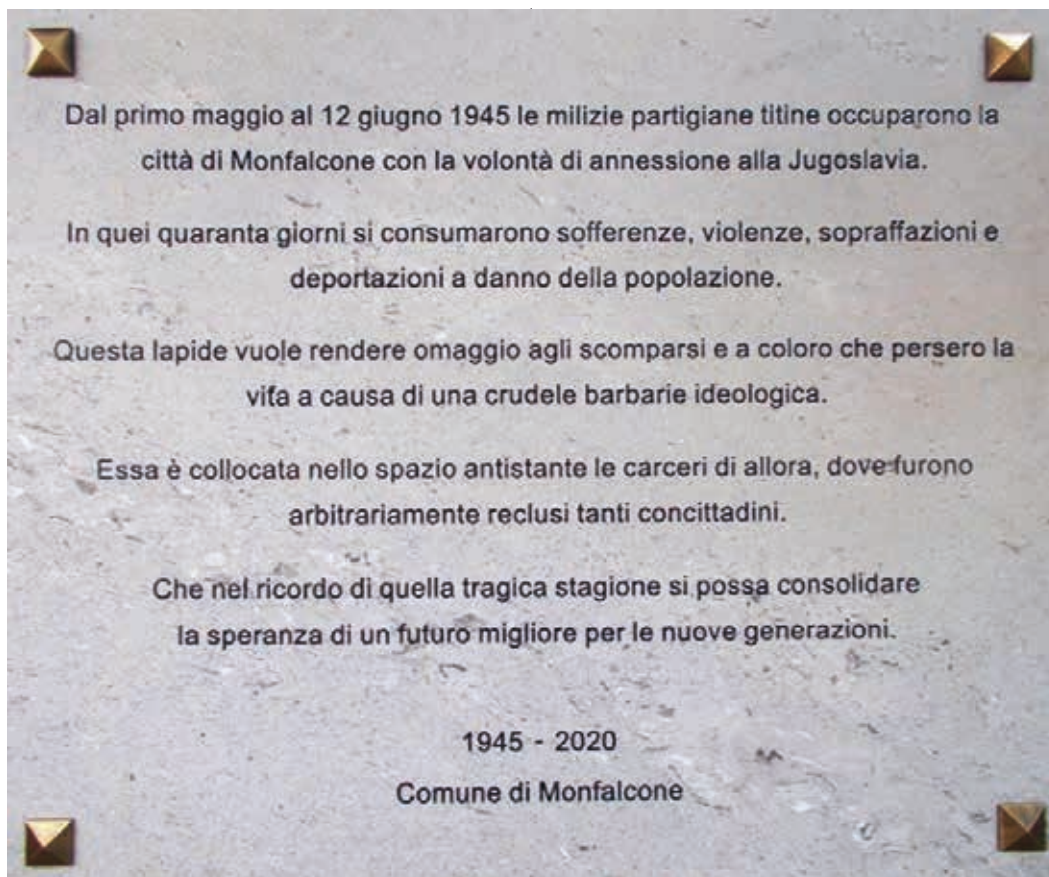 Dal primo maggio al 12 giugno 1945 le milizie partigiane titine occuparono la
città di Monfalcone con la volontà di annessione alla Jugoslavia.
In quei quaranta giorni si consumarono sofferenze, violenze, sopraffazioni e
deportazioni a danno della popolazione.
Questa lapide vuole rendere omaggio agli scomparsi e a coloro che persero la
vita a causa di una crudele barbarie ideologica.
Essa è collocata nello spazio antistante le carceri di allora, dove furono
arbitrariamente reclusi tanti concittadini.
Che nel ricordo di quella tragica stagione si possa consolidare
la speranza di un futuro migliore per le nuove generazioni.
1945 - 2020
Comune di Monfalcone